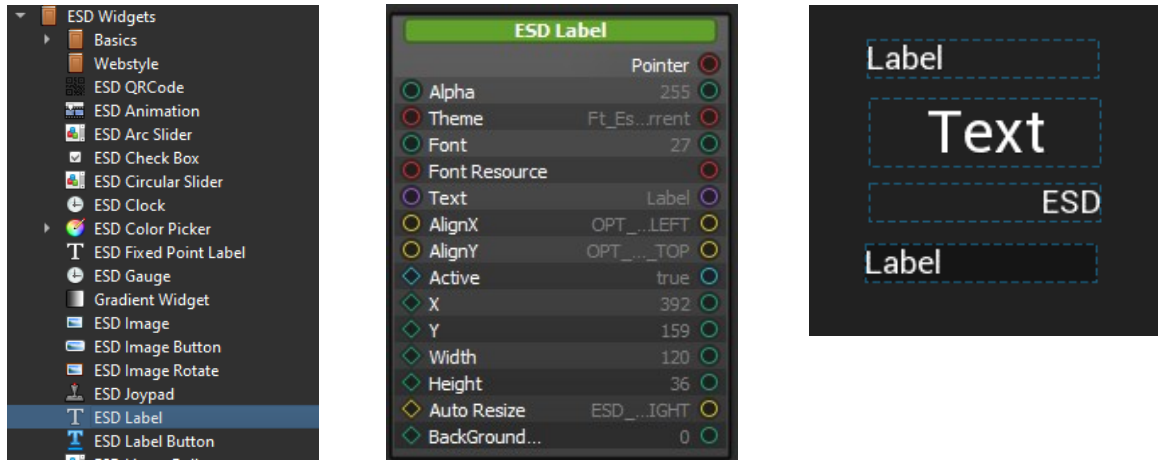 ESD Widgets
Basics
Webstyle
ESD QRCode
ESD Animation
ESD Arc Slider
ESD Check Box
ESD Circular Slider
ESD Clock
ESD Color Picker
T ESD Fixed Point Label
ESD Gauge
Gradient Widget
ESD Image
ESD Image Button
ESD Image Rotate
ESD Joypad
T ESD Label
T ESD Label Button
ESD Label
Pointer
Alpha 255
Theme Ft_Es...rrent
Font 27
Font Resource
Text Label
AlignX OPT_...LEFT
AlignY OPT_..._TOP
Active true
X 392
Y 159
Width 120
Height 36
Auto Resize ESD_...IGHT
BackGround... 0
Label
Text
ESD
Label